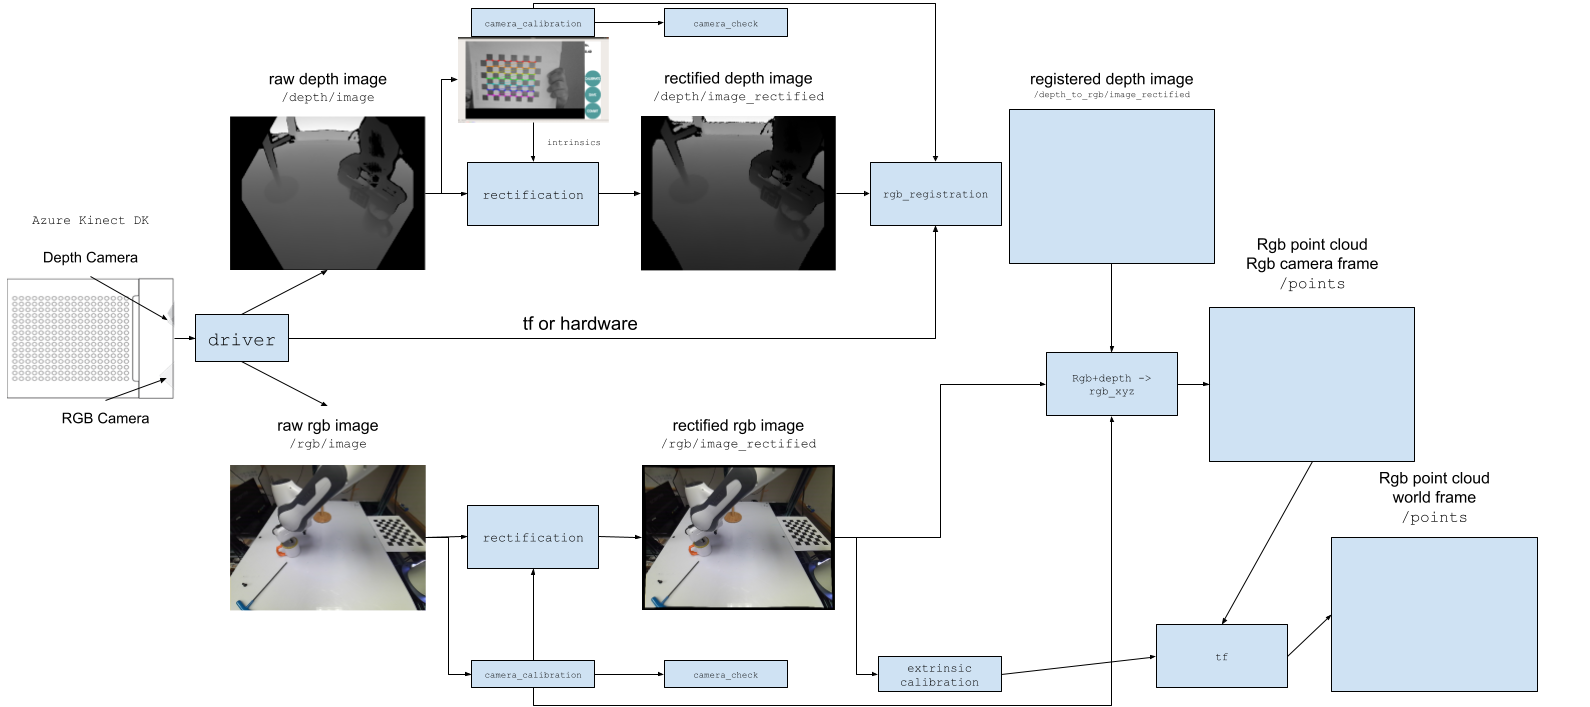 camera_calibration
camera_check
raw depth image
/depth/image
rectified depth image
/depth/image_rectified
registered depth image
/depth_to_rgb/image_rectified
intrinsics
rectification
rgb_registration
Azure Kinect DK
Depth Camera
Rgb point cloud
Rgb camera frame
/points
driver
tf or hardware
RGB Camera
Rgb+depth ->
rgb_xyz
raw rgb image
/rgb/image
rectified rgb image
/rgb/image_rectified
Rgb point cloud
world frame
/points
rectification
camera_calibration
camera_check
extrinsic
calibration
tf